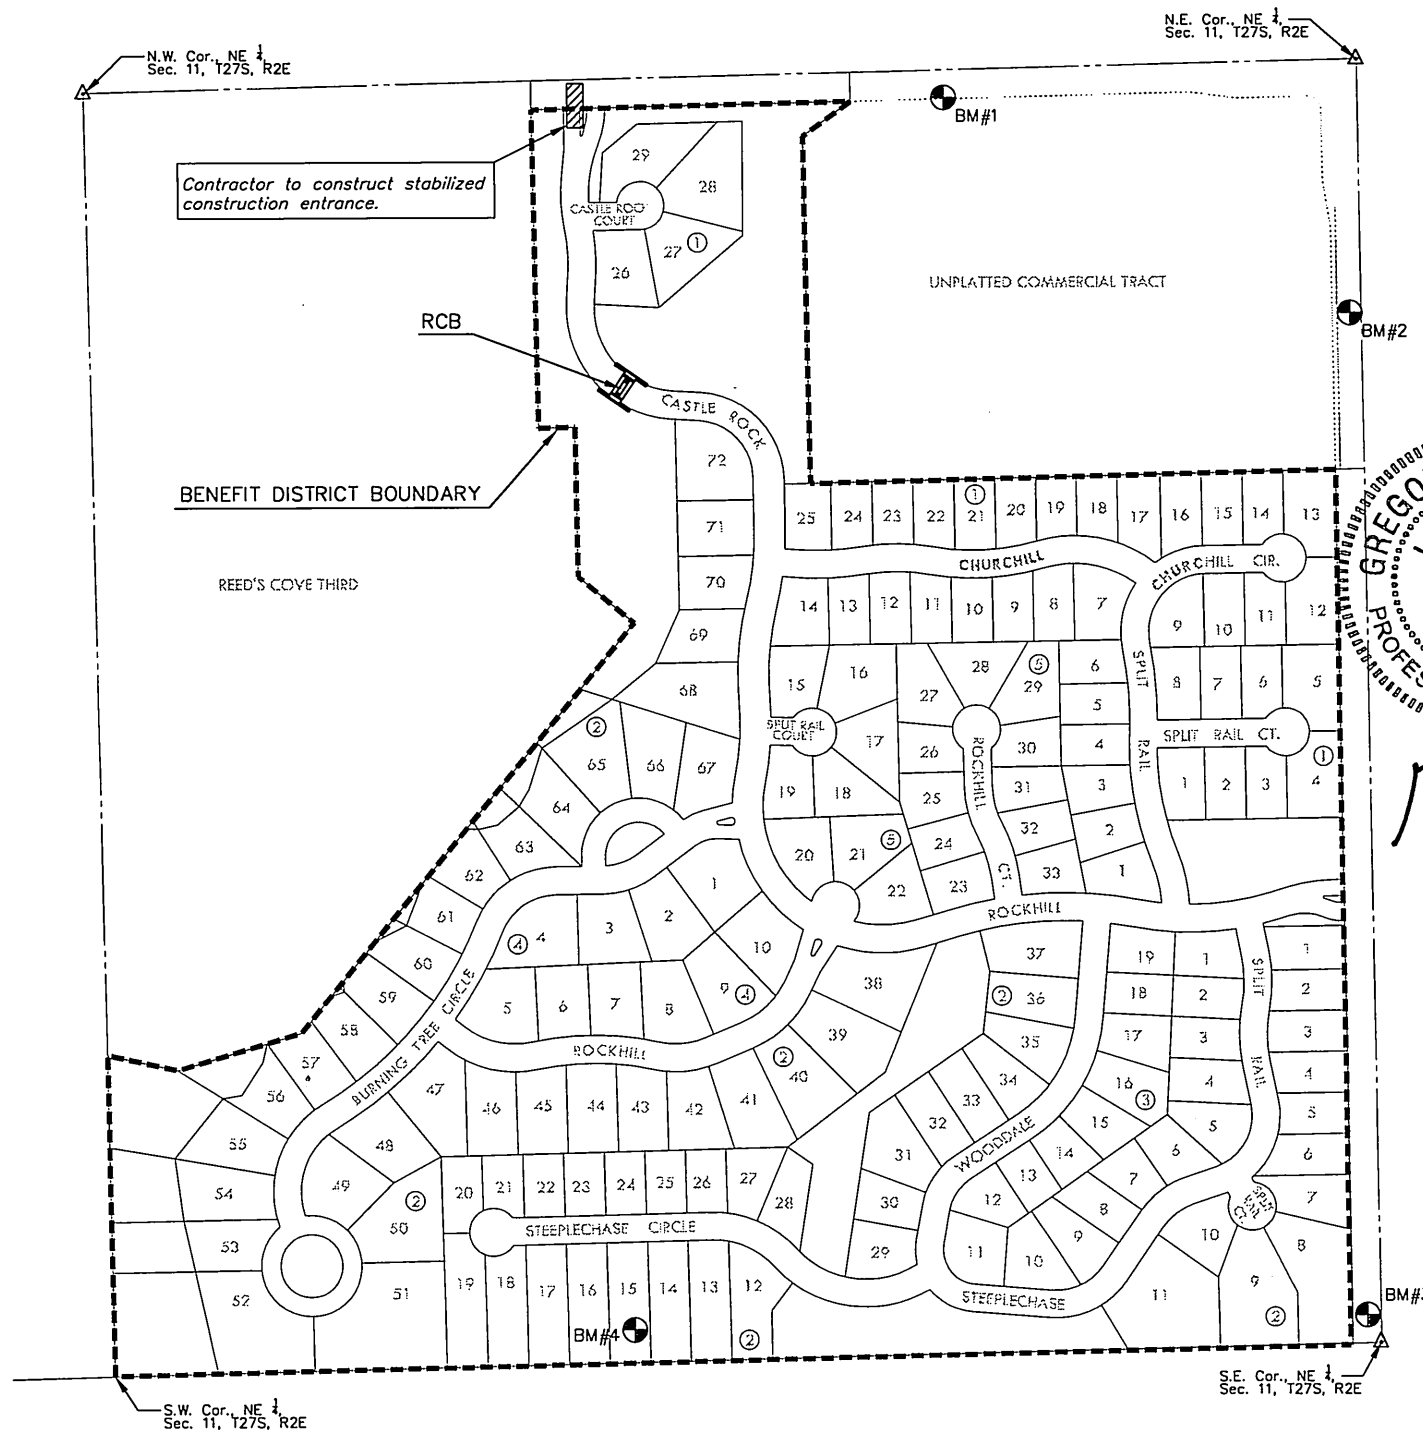 N.W. Cor., NE 1/4,
Sec. 11, T27S, R2E
N.E. Cor., NE 1/4,
Sec. 11, T27S, R2E
BM#1
Contractor to construct stabilized
construction entrance.
29
28
CASTLE ROCK
COURT
27 1
26
UNPLATTED COMMERCIAL TRACT
RCB
BM#2
CASTLE ROCK
72
BENEFIT DISTRICT BOUNDARY
1
25 24 23 22 21 20 19 18 17 16 15 14 13
71
GREGO
CHURCHILL
CHURCHILL CIR.
REED'S COVE THIRD
70
14 13 12 11 10 9 8 7
9 10 11 12
PROFES
69
68
15 16 27 28 29 5 6
SPLIT RAIL
8 7 6 5
5
2
SPLIT RAIL
COURT
17
26
ROCKHILL CT.
30
4
SPLIT RAIL CT.
1
65 66 67
19 18
25
31
3
1 2 3 4
64
63
20 21 5
24
32
2
62
22
23
33
1
61
1
2
3
4 4
10
ROCKHILL
60
59
58
57
56
BURNING TREE CIRCLE
5 6 7 8 9 4
38
37
2 36
19
18
17
1
2
3
SPLIT RAIL
1
2
3
ROCKHILL
39
2
40
35
34
33
32
31
16
3
15
4
5
4
5
6
47
46 45 44 43 42 41
55
48
54
49
2
50
53
52
51
20 21 22 23 24 25 26 27 28
STEEPLECHASE CIRCLE
19 18 17 16 15 14 13 12
2
WOODDALE
30
29
14
13
12
11
10
9
8
7
6
SPLIT
RAIL
CT.
7
8
9
10
11
2
STEEPLECHASE
BM#4
BM#3
S.W. Cor., NE 1/4,
Sec. 11, T27S, R2E
S.E. Cor., NE 1/4,
Sec. 11, T27S, R2E